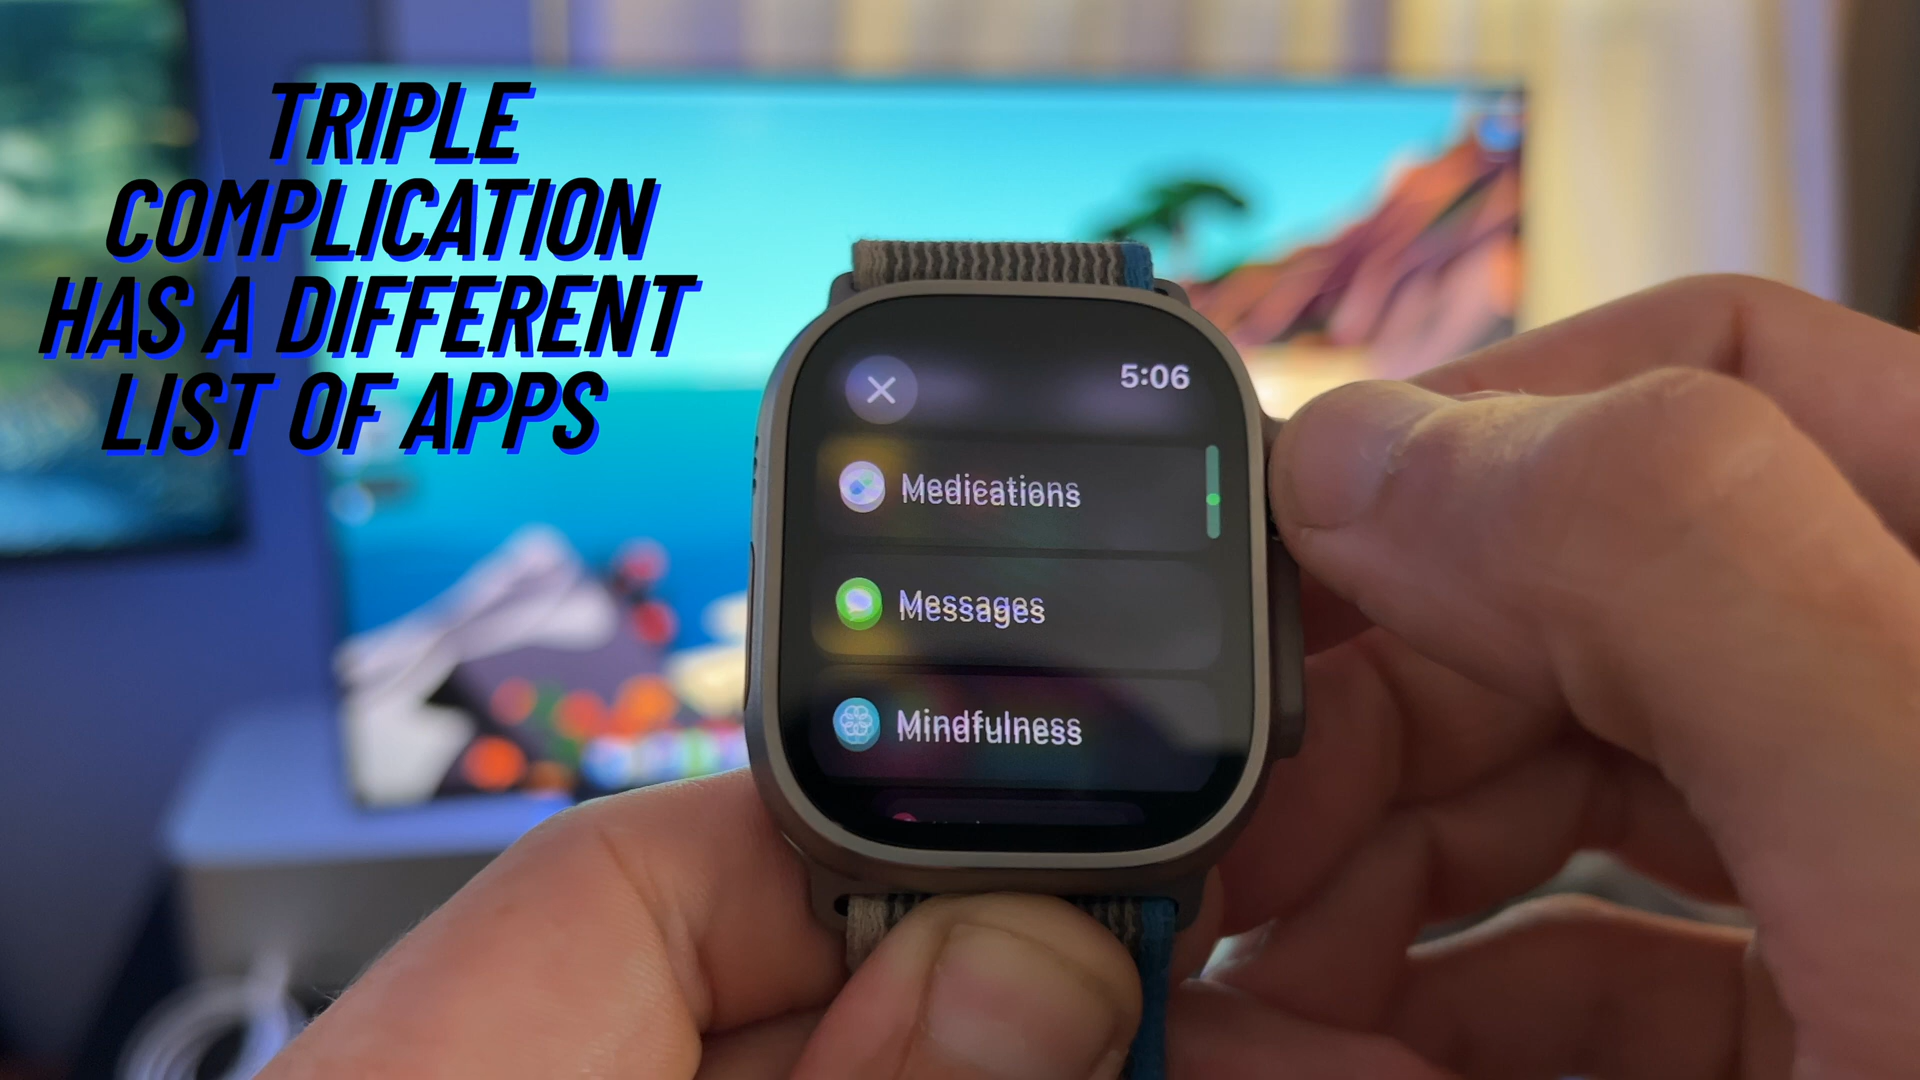 TRIPLE
COMPLICATION
HAS A DIFFERENT
LIST OF APPS
5:06
Medications
Messages
Mindfulness